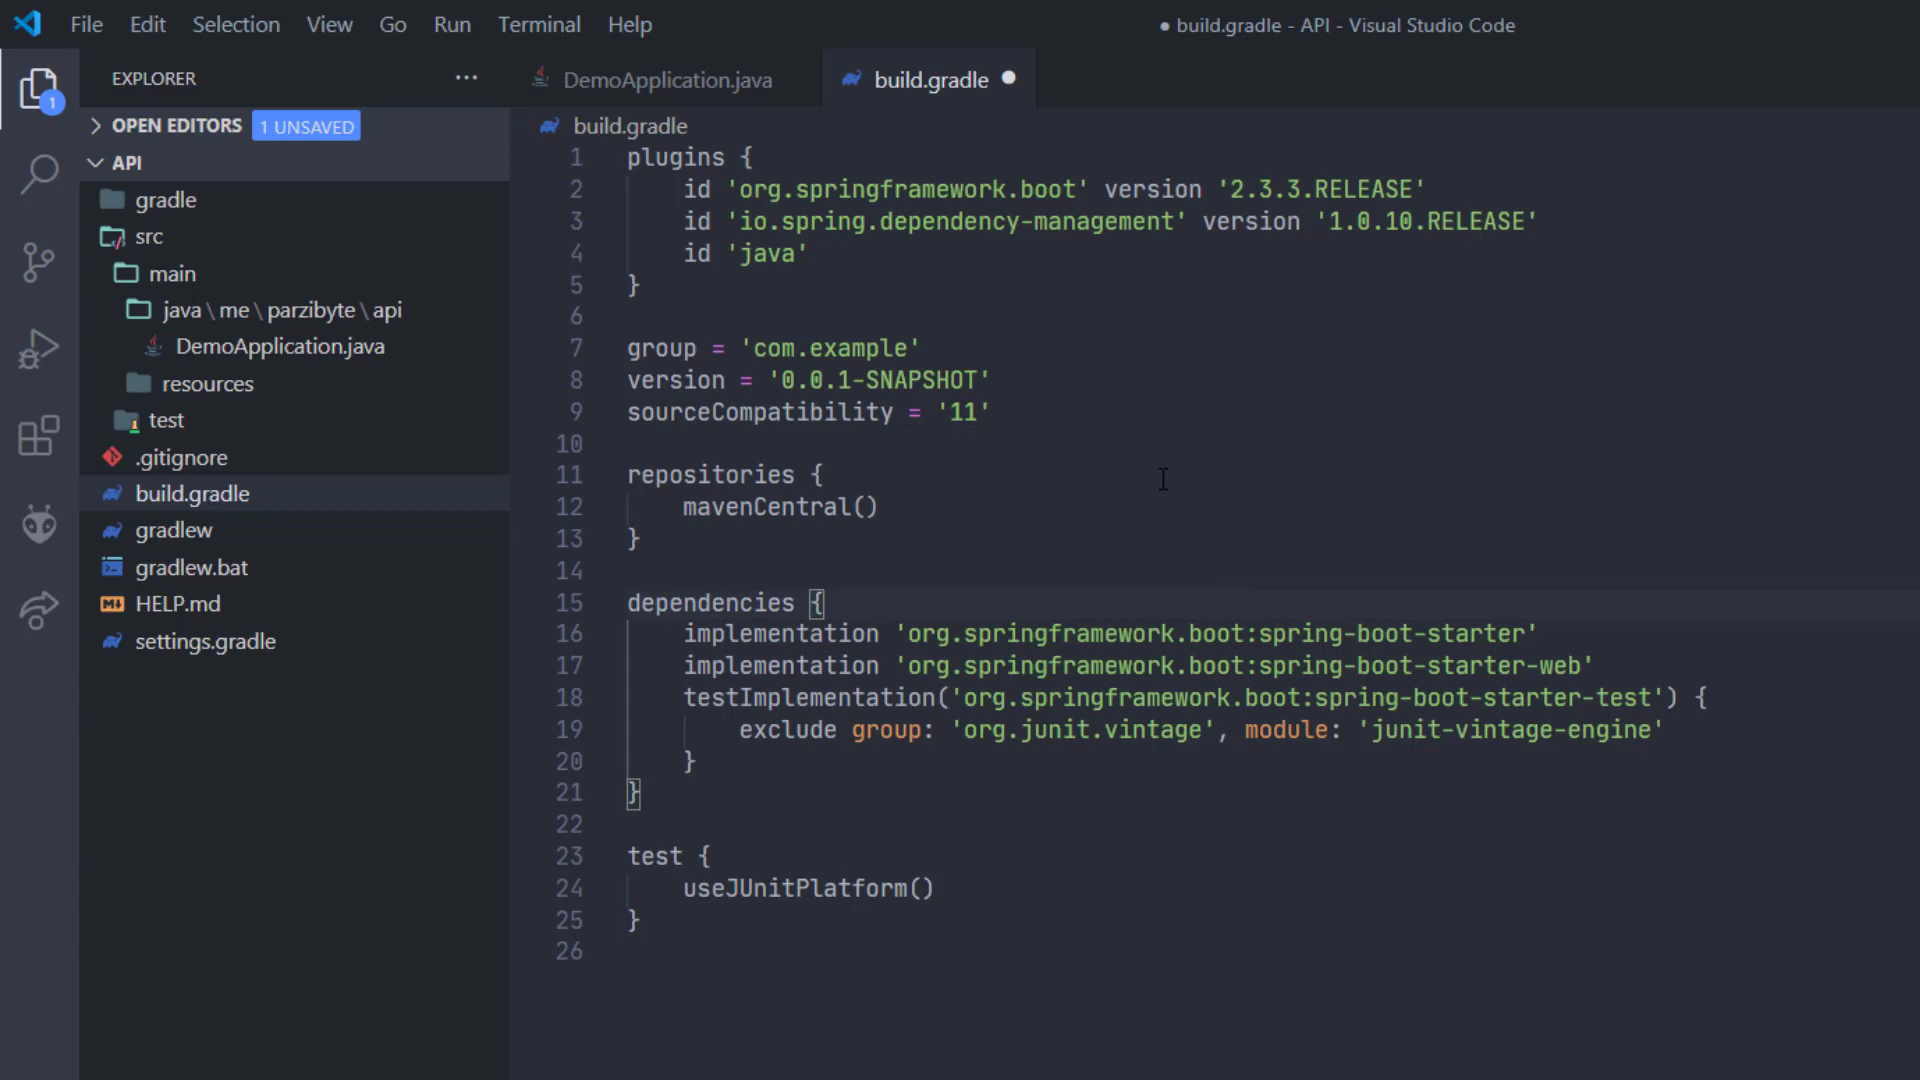 File Edit Selection View Go Run Terminal Help
● build.gradle - API - Visual Studio Code
1
EXPLORER ···
OPEN EDITORS 1 UNSAVED
API
gradle
src
main
java\me\parzibyte\api
DemoApplication.java
resources
test
.gitignore
build.gradle
gradlew
gradlew.bat
HELP.md
settings.gradle
DemoApplication.java
build.gradle ●
build.gradle
1 plugins {
2     id 'org.springframework.boot' version '2.3.3.RELEASE'
3     id 'io.spring.dependency-management' version '1.0.10.RELEASE'
4     id 'java'
5 }
6
7 group = 'com.example'
8 version = '0.0.1-SNAPSHOT'
9 sourceCompatibility = '11'
10
11 repositories {
12     mavenCentral()
13 }
14
15 dependencies {
16     implementation 'org.springframework.boot:spring-boot-starter'
17     implementation 'org.springframework.boot:spring-boot-starter-web'
18     testImplementation('org.springframework.boot:spring-boot-starter-test') {
19         exclude group: 'org.junit.vintage', module: 'junit-vintage-engine'
20     }
21 }
22
23 test {
24     useJUnitPlatform()
25 }
26